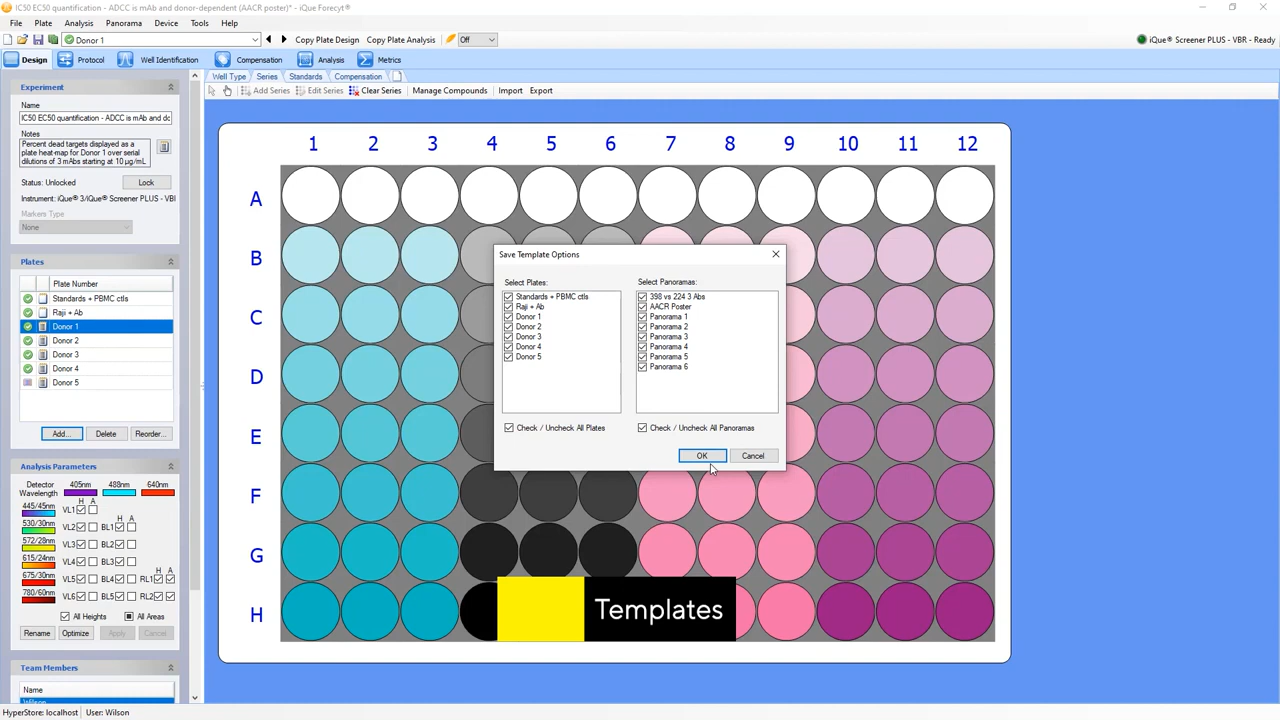 IC50 EC50 quantification - ADCC is mAb and donor-dependent (AACR poster)* - iQue Forecyt®
File Plate Analysis Panorama Device Tools Help
Donor 1 Copy Plate Design Copy Plate Analysis Off iQue® Screener PLUS - VBR - Ready
Design Protocol Well Identification Compensation Analysis Metrics
Well Type Series Standards Compensation
Add Series Edit Series Clear Series Manage Compounds Import Export
Experiment
Name
IC50 EC50 quantification - ADCC is mAb and dc
Notes
Percent dead targets displayed as a
plate heat-map for Donor 1 over serial
dilutions of 3 mAbs starting at 10 µg/mL
Status: Unlocked Lock
Instrument: iQue® 3/iQue® Screener PLUS - VBI
Markers Type
None
Plates
Plate Number
Standards + PBMC ctls
Raji + Ab
Donor 1
Donor 2
Donor 3
Donor 4
Donor 5
Add... Delete Reorder...
Analysis Parameters
Detector
Wavelength
405nm 488nm 640nm
H A
445/45nm VL1
530/30nm VL2 BL1
H A
572/28nm VL3 BL2
615/24nm VL4 BL3
675/30nm VL5 BL4 RL1
H A
780/60nm VL6 BL5 RL2
All Heights All Areas
Rename Optimize Apply Cancel
Team Members
Name
Wilson
HyperStore: localhost User: Wilson
1 2 3 4 5 6 7 8 9 10 11 12
A
B
C
D
E
F
G
H
Save Template Options
Select Plates:
Standards + PBMC ctls
Raji + Ab
Donor 1
Donor 2
Donor 3
Donor 4
Donor 5
Check / Uncheck All Plates
Select Panoramas:
398 vs 224 3 Abs
AACR Poster
Panorama 1
Panorama 2
Panorama 3
Panorama 4
Panorama 5
Panorama 6
Check / Uncheck All Panoramas
OK Cancel
Templates